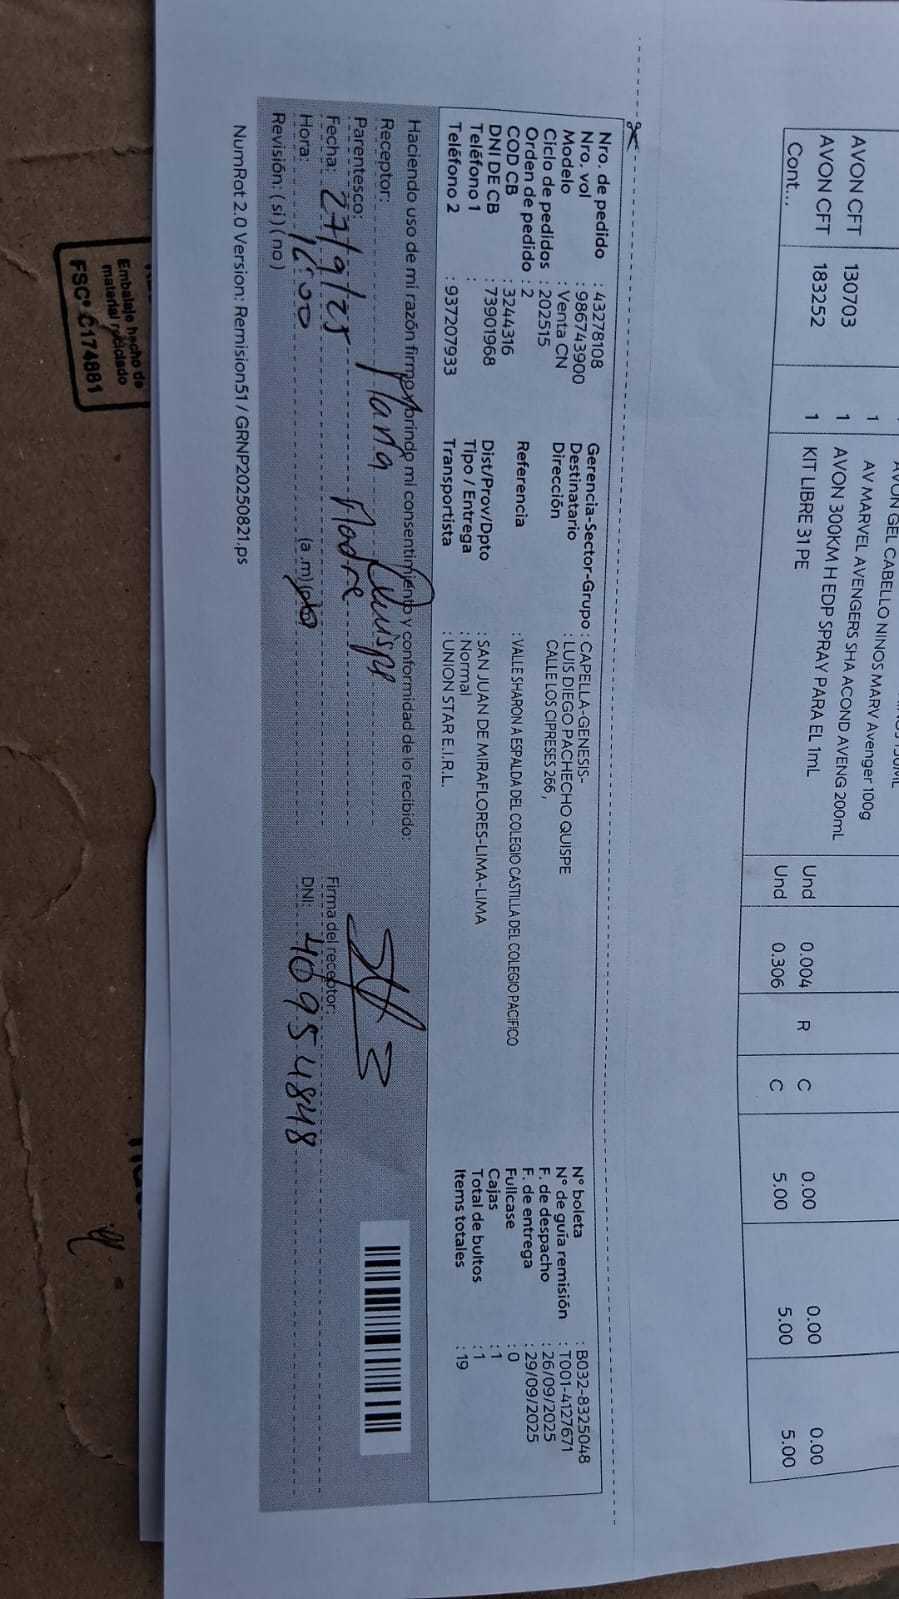 AVON GEL CABELLO NINOS MARV Avenger 100g
1 AV MARVEL AVENGERS SHA ACOND AVENG 200mL
AVON CFT 130703 1 AVON 300KM H EDP SPRAY PARA EL 1mL Und 0.004 R C 0.00 0.00 0.00
AVON CFT 183252 1 KIT LIBRE 31 PE Und 0.306 C 5.00 5.00 5.00
Cont...
Nro. de pedido : 43278108
Nro. vol : 986743900
Modelo : Venta CN
Ciclo de pedidos : 202515
Orden de pedido : 2
COD CB : 3244316
DNI DE CB : 73901968
Teléfono 1 :
Teléfono 2 : 937207933
Gerencia-Sector-Grupo : CAPELLA-GENESIS-
Destinatario : LUIS DIEGO PACHECHO QUISPE
Dirección CALLE LOS CIPRESES 266 ,
Referencia : VALLE SHARON A ESPALDA DEL COLEGIO CASTILLA DEL COLEGIO PACIFICO
Dist/Prov/Dpto : SAN JUAN DE MIRAFLORES-LIMA-LIMA
Tipo / Entrega : Normal
Transportista : UNION STAR E.I.R.L.
N° boleta : B032-8325048
N° de guía remisión : T001-4127671
F. de despacho : 26/09/2025
F. de entrega : 29/09/2025
Fullcase : 0
Cajas : 1
Total de bultos : 1
Items totales : 19
Haciendo uso de mi razón firmo y brindo mi consentimiento y conformidad de lo recibido:
Receptor: Maria Quispe
Parentesco: Madre
Fecha: 27/9/25
Hora: 12:00 (a .m)(p
Revisión: ( si ) ( no )
Firma del receptor:
DNI: 40954848
NumRot 2.0 Version: Remision51 / GRNP20250821.ps
Embalaje hecho de
material reciclado
FSC® C174881